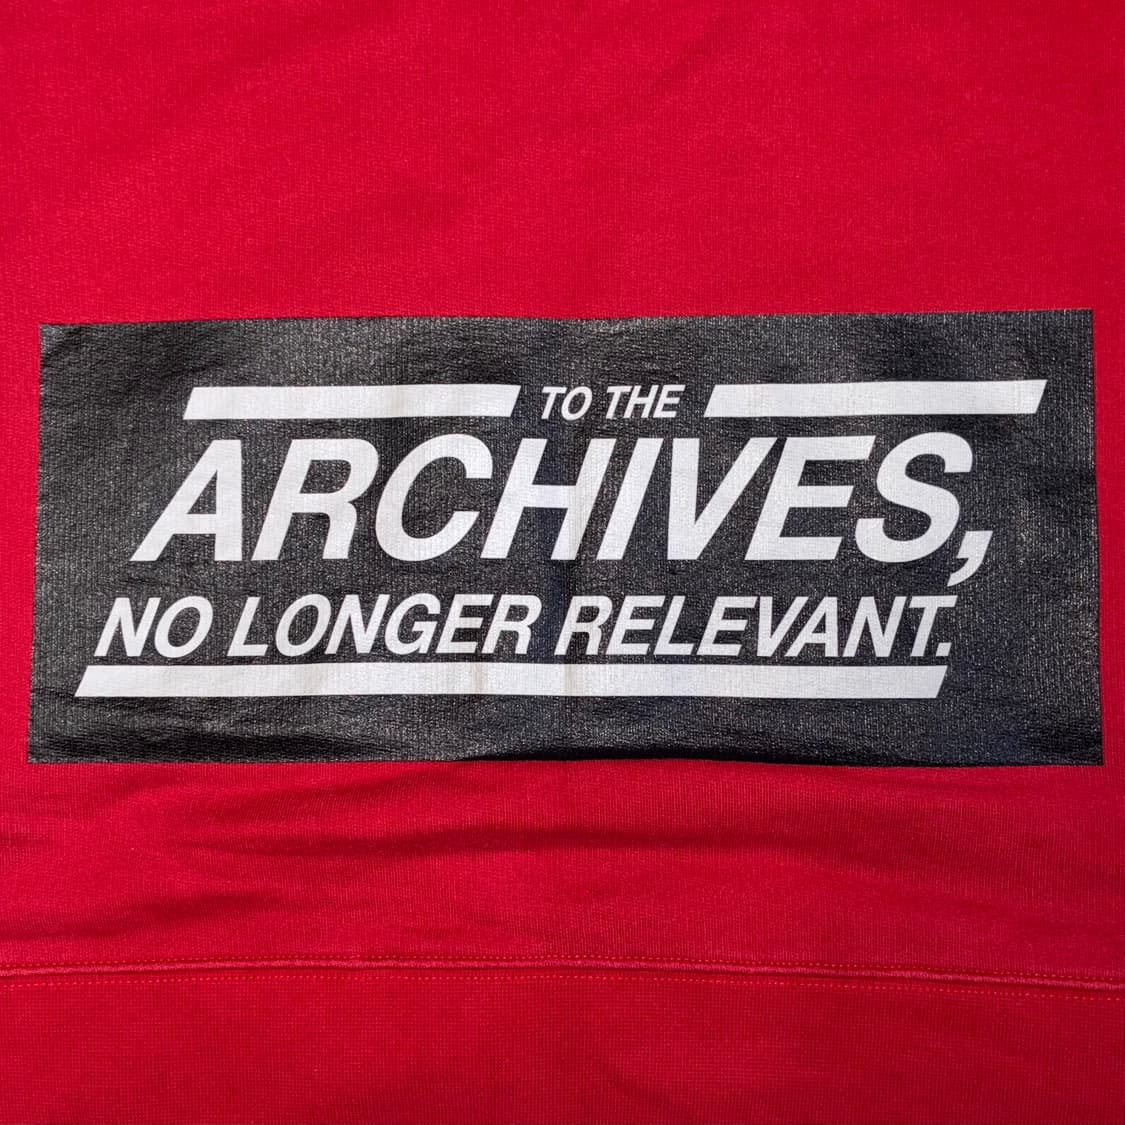 TO THE
ARCHIVES,
NO LONGER RELEVANT.